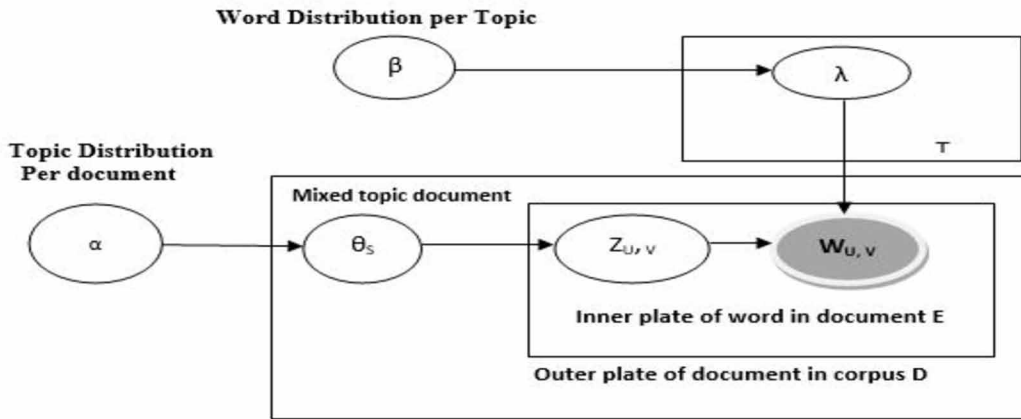 Word Distribution per Topic
β
λ
T
Topic Distribution
Per document
Mixed topic document
α
θS
ZU, V
WU, V
Inner plate of word in document E
Outer plate of document in corpus D